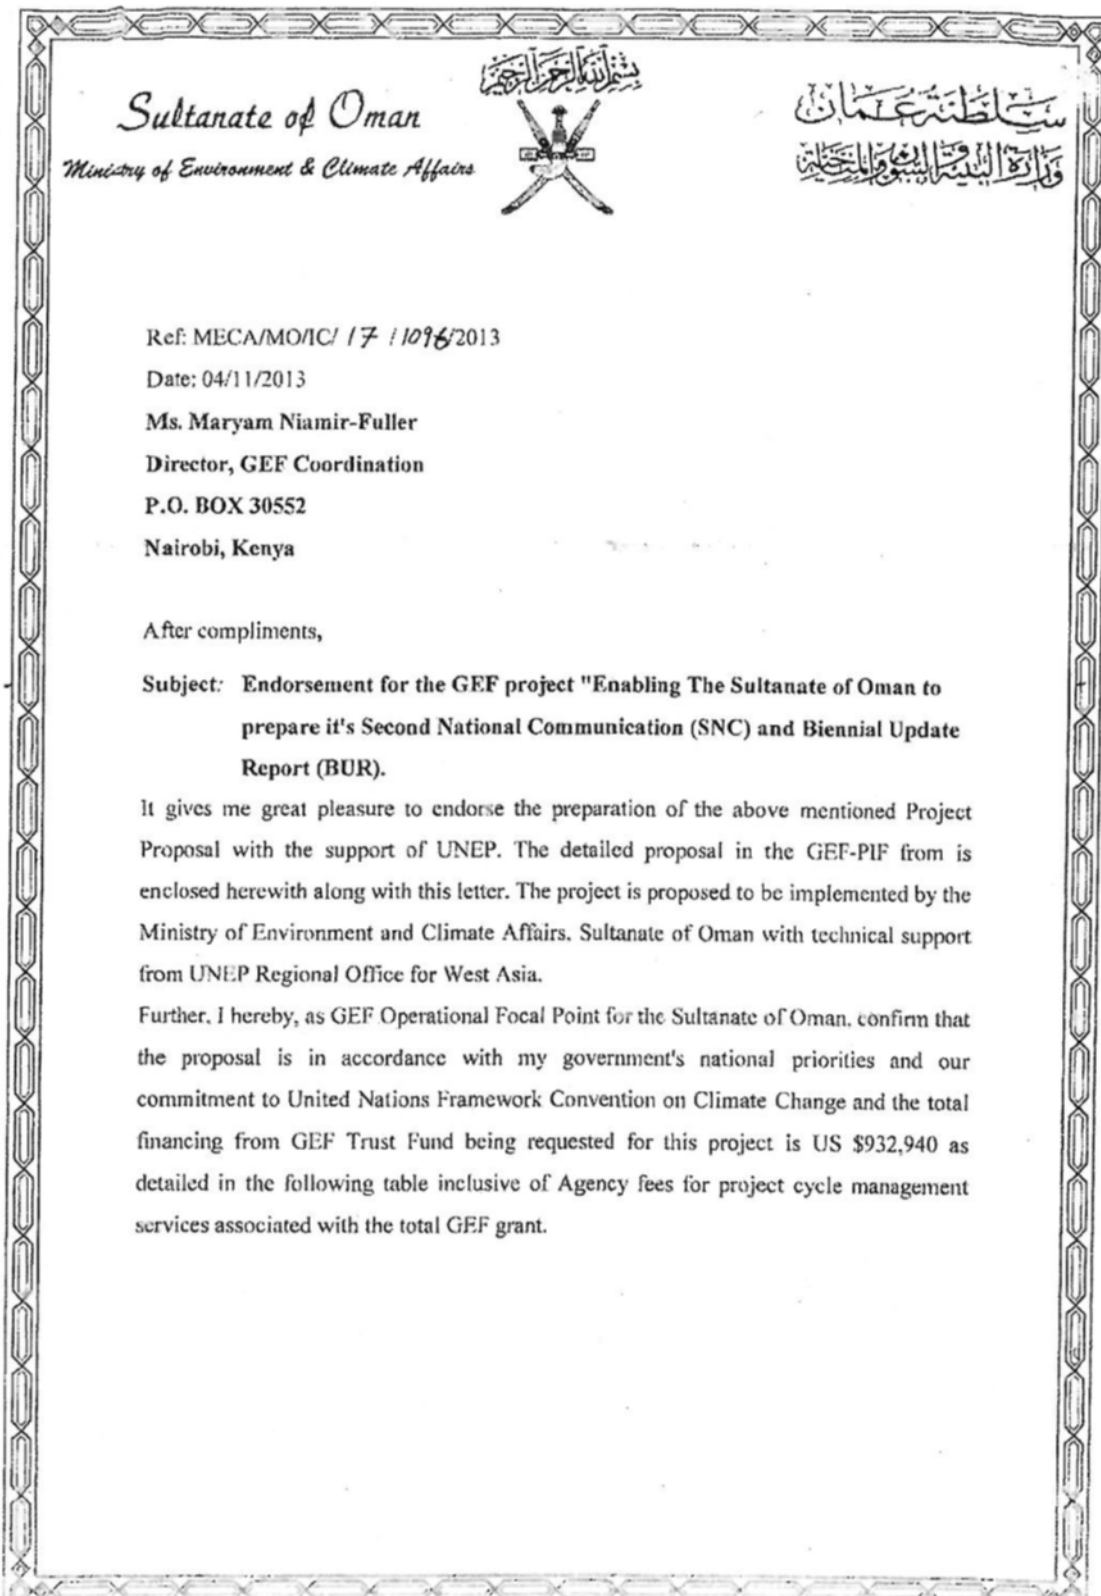 بسم الله الرحمن الرحيم
Sultanate of Oman
Ministry of Environment & Climate Affairs
سلطنة عمان
وزارة البيئة والشئون المناخية
Ref: MECA/MO/IC/ 17 / 1096/2013
Date: 04/11/2013
Ms. Maryam Niamir-Fuller
Director, GEF Coordination
P.O. BOX 30552
Nairobi, Kenya
After compliments,
Subject: Endorsement for the GEF project "Enabling The Sultanate of Oman to
prepare it's Second National Communication (SNC) and Biennial Update
Report (BUR).
It gives me great pleasure to endorse the preparation of the above mentioned Project
Proposal with the support of UNEP. The detailed proposal in the GEF-PIF from is
enclosed herewith along with this letter. The project is proposed to be implemented by the
Ministry of Environment and Climate Affairs, Sultanate of Oman with technical support
from UNEP Regional Office for West Asia.
Further, I hereby, as GEF Operational Focal Point for the Sultanate of Oman, confirm that
the proposal is in accordance with my government's national priorities and our
commitment to United Nations Framework Convention on Climate Change and the total
financing from GEF Trust Fund being requested for this project is US $932,940 as
detailed in the following table inclusive of Agency fees for project cycle management
services associated with the total GEF grant.